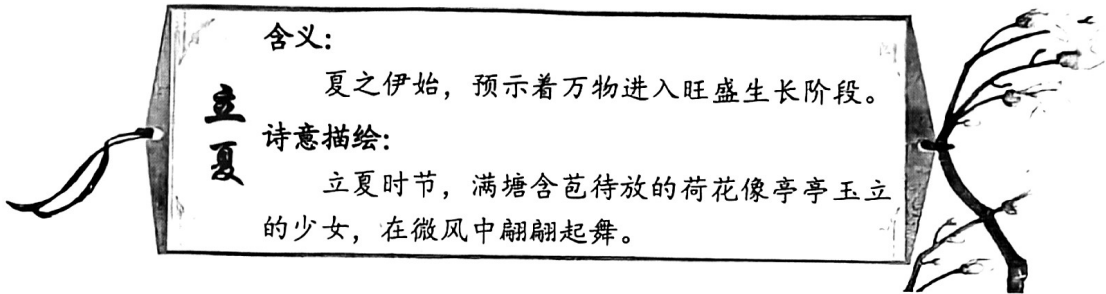 立夏
含义：
夏之伊始，预示着万物进入旺盛生长阶段。
诗意描绘：
立夏时节，满塘含苞待放的荷花像亭亭玉立
的少女，在微风中翩翩起舞。